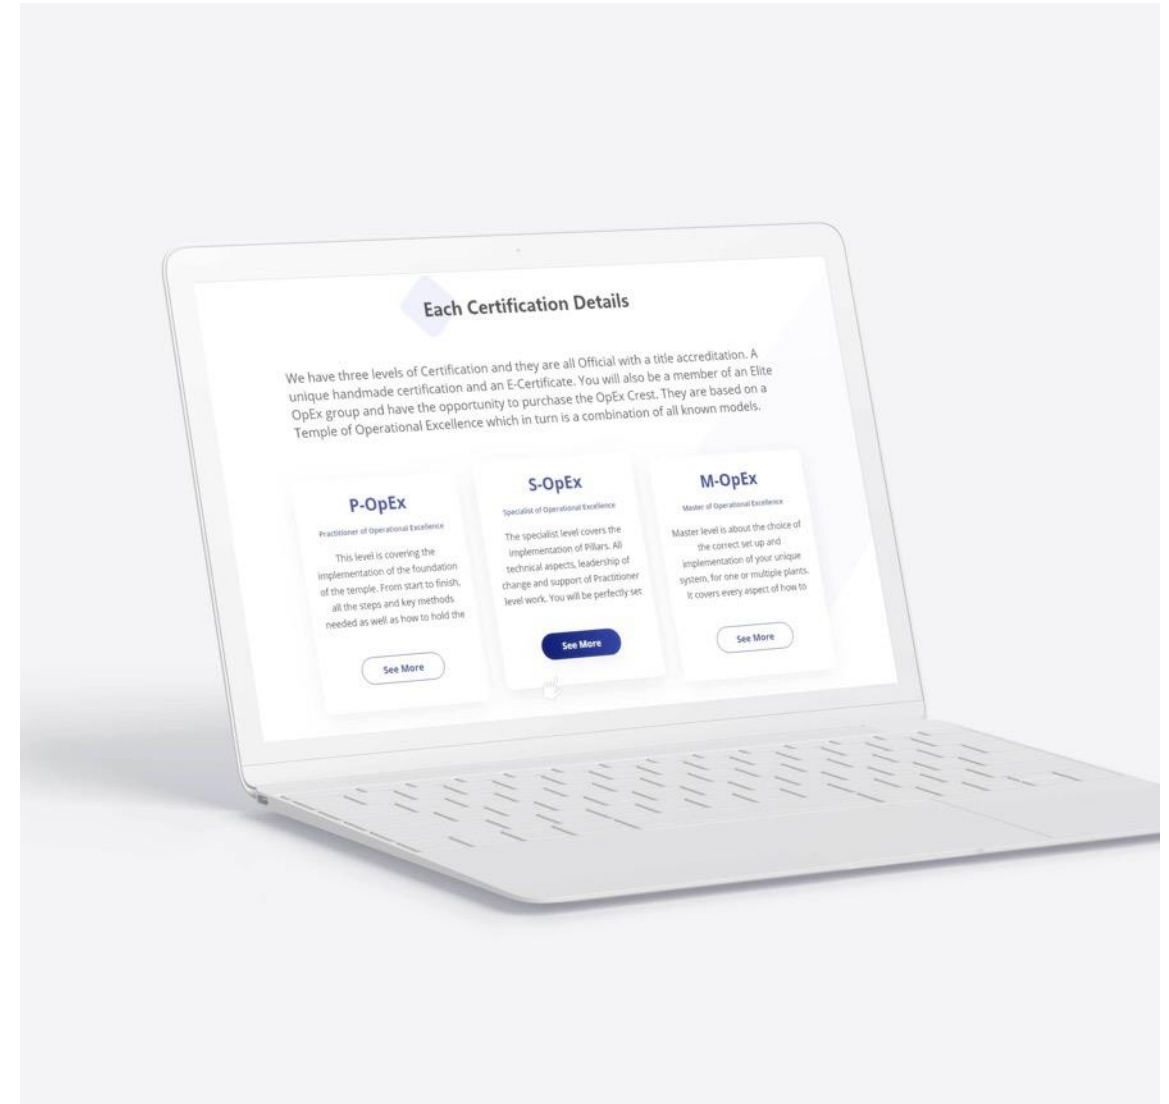 Each Certification Details
We have three levels of Certification and they are all Official with a title accreditation. A
unique handmade certification and an E-Certificate. You will also be a member of an Elite
OpEx group and have the opportunity to purchase the OpEx Crest. They are based on a
Temple of Operational Excellence which in turn is a combination of all known models.
P-OpEx
Practitioner of Operational Excellence
This level is covering the
implementation of the foundation
of the temple. From start to finish,
all the steps and key methods
needed as well as how to hold the
See More
S-OpEx
Specialist of Operational Excellence
The specialist level covers the
implementation of Pillars. All
technical aspects, leadership of
change and support of Practitioner
level work. You will be perfectly set
See More
M-OpEx
Master of Operational Excellence
Master level is about the choice of
the correct set up and
implementation of your unique
system, for one or multiple plants.
It covers every aspect of how to
See More